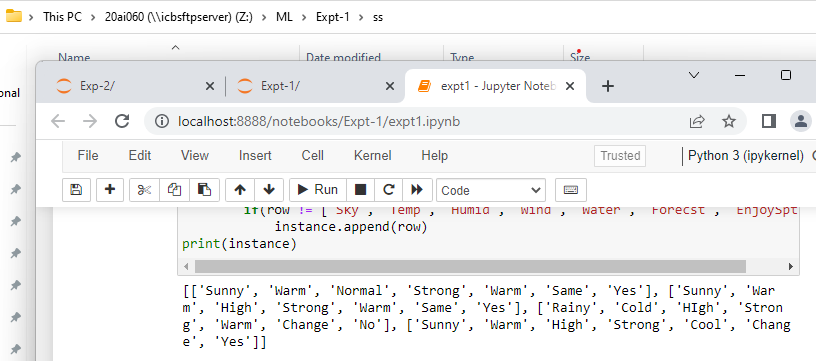 This PC > 20ai060 (\\icbsftpserver) (Z:) > ML > Expt-1 > ss
Name Date modified Type Size
onal
Exp-2/ Expt-1/ expt1 - Jupyter Noteb
localhost:8888/notebooks/Expt-1/expt1.ipynb
File Edit View Insert Cell Kernel Help Trusted Python 3 (ipykernel)
Run Code
if(row != ['Sky', 'Temp', 'Humid', 'Wind', 'Water', 'Forecst', 'EnjoySpt
instance.append(row)
print(instance)
[['Sunny', 'Warm', 'Normal', 'Strong', 'Warm', 'Same', 'Yes'], ['Sunny', 'War
m', 'High', 'Strong', 'Warm', 'Same', 'Yes'], ['Rainy', 'Cold', 'HIgh', 'Stron
g', 'Warm', 'Change', 'No'], ['Sunny', 'Warm', 'High', 'Strong', 'Cool', 'Chang
e', 'Yes']]